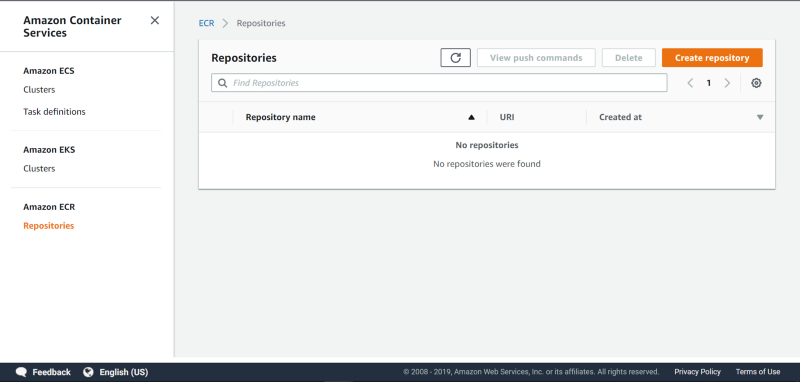 Amazon Container
Services
Amazon ECS
Clusters
Task definitions
Amazon EKS
Clusters
Amazon ECR
Repositories
ECR > Repositories
Repositories
View push commands
Delete
Create repository
Find Repositories
1
Repository name
URI
Created at
No repositories
No repositories were found
Feedback
English (US)
© 2008 - 2019, Amazon Web Services, Inc. or its affiliates. All rights reserved.
Privacy Policy
Terms of Use